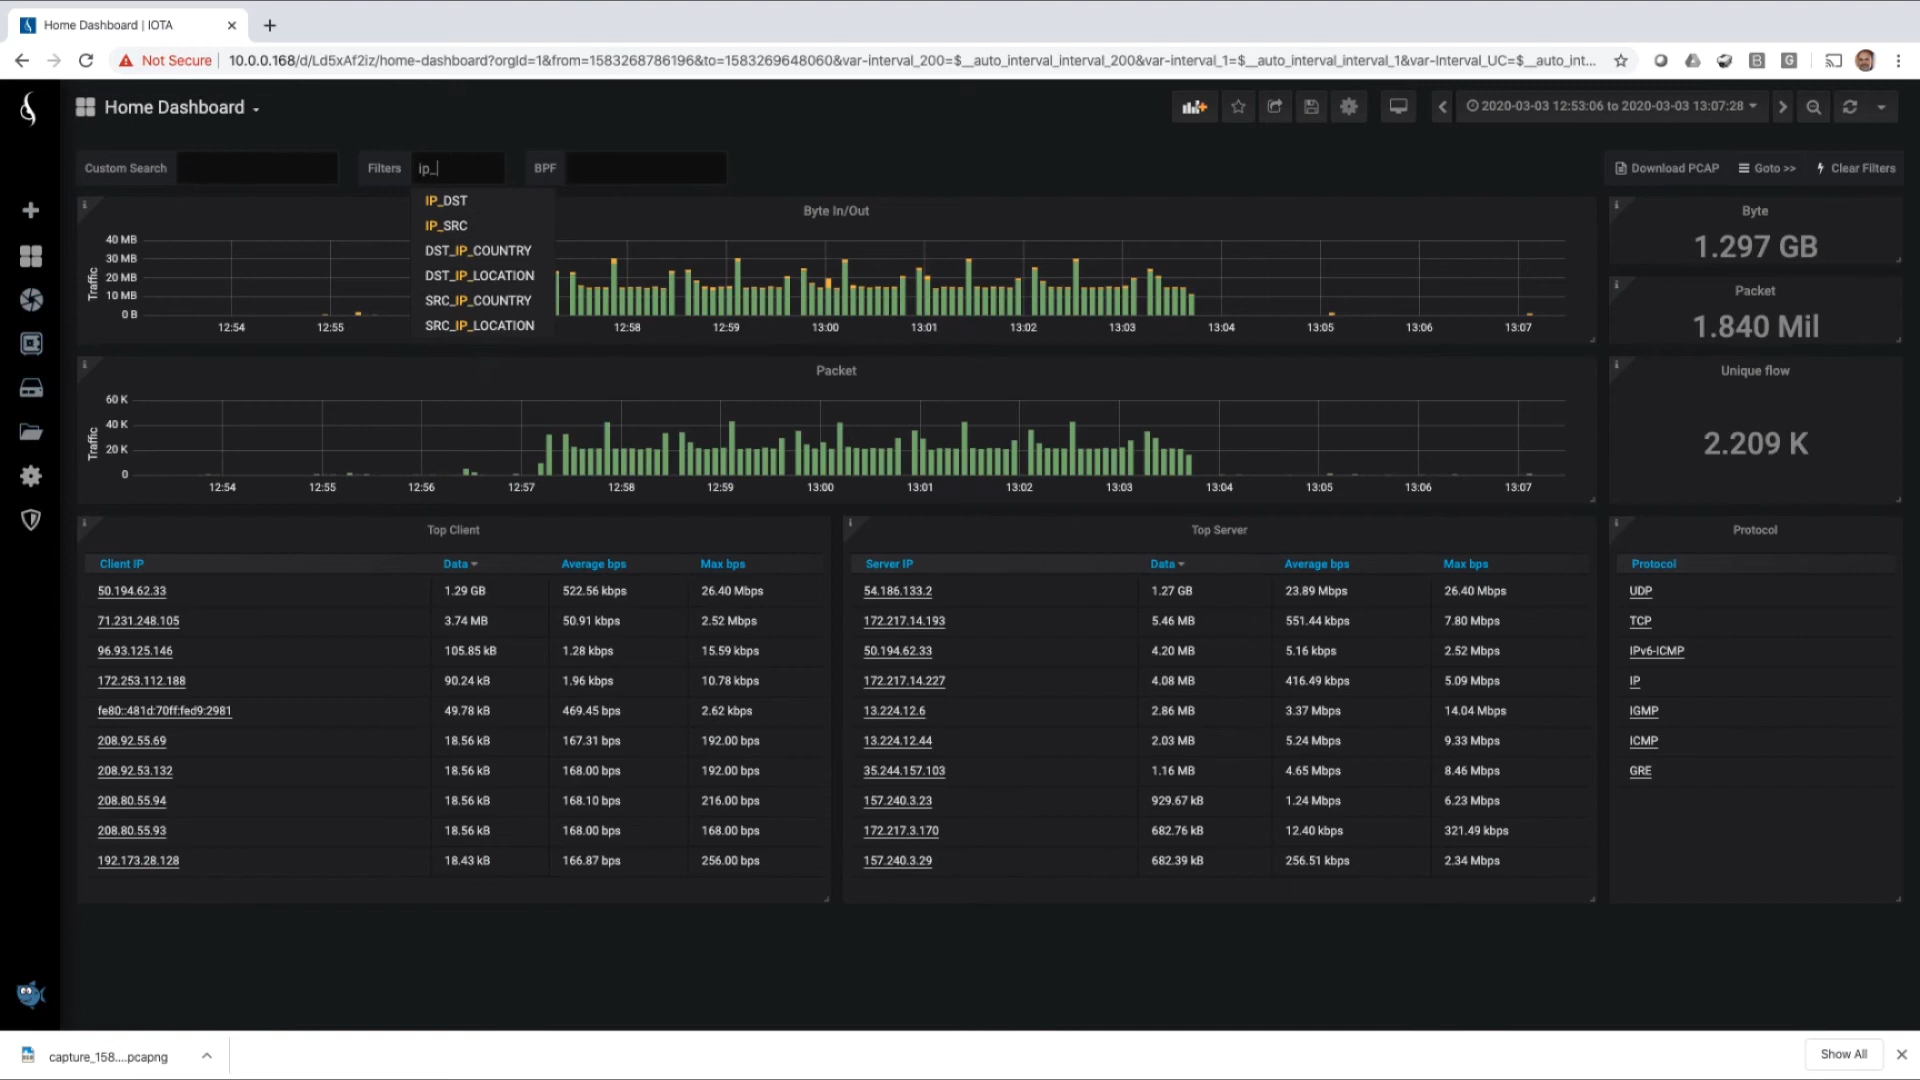 Home Dashboard | IOTA
Not Secure
10.0.0.168/d/Ld5xAf2iz/home-dashboard?orgId=1&from=1583268786196&to=1583269648060&var-interval_200=$__auto_interval_interval_200&var-interval_1=$__auto_interval_interval_1&var-Interval_UC=$__auto_int...
Home Dashboard
2020-03-03 12:53:06 to 2020-03-03 13:07:28
Custom Search
Filters
ip_
BPF
Download PCAP
Goto >>
Clear Filters
IP_DST
IP_SRC
DST_IP_COUNTRY
DST_IP_LOCATION
SRC_IP_COUNTRY
SRC_IP_LOCATION
Byte In/Out
Traffic
40 MB
30 MB
20 MB
10 MB
0 B
12:54 12:55 12:58 12:59 13:00 13:01 13:02 13:03 13:04 13:05 13:06 13:07
Byte
1.297 GB
Packet
1.840 Mil
Packet
Traffic
60 K
40 K
20 K
0
12:54 12:55 12:56 12:57 12:58 12:59 13:00 13:01 13:02 13:03 13:04 13:05 13:06 13:07
Unique flow
2.209 K
Top Client
Client IP Data Average bps Max bps
50.194.62.33 1.29 GB 522.56 kbps 26.40 Mbps
71.231.248.105 3.74 MB 50.91 kbps 2.52 Mbps
96.93.125.146 105.85 kB 1.28 kbps 15.59 kbps
172.253.112.188 90.24 kB 1.96 kbps 10.78 kbps
fe80::481d:70ff:fed9:2981 49.78 kB 469.45 bps 2.62 kbps
208.92.55.69 18.56 kB 167.31 bps 192.00 bps
208.92.53.132 18.56 kB 168.00 bps 192.00 bps
208.80.55.94 18.56 kB 168.10 bps 216.00 bps
208.80.55.93 18.56 kB 168.00 bps 168.00 bps
192.173.28.128 18.43 kB 166.87 bps 256.00 bps
Top Server
Server IP Data Average bps Max bps
54.186.133.2 1.27 GB 23.89 Mbps 26.40 Mbps
172.217.14.193 5.46 MB 551.44 kbps 7.80 Mbps
50.194.62.33 4.20 MB 5.16 kbps 2.52 Mbps
172.217.14.227 4.08 MB 416.49 kbps 5.09 Mbps
13.224.12.6 2.86 MB 3.37 Mbps 14.04 Mbps
13.224.12.44 2.03 MB 5.24 Mbps 9.33 Mbps
35.244.157.103 1.16 MB 4.65 Mbps 8.46 Mbps
157.240.3.23 929.67 kB 1.24 Mbps 6.23 Mbps
172.217.3.170 682.76 kB 12.40 kbps 321.49 kbps
157.240.3.29 682.39 kB 256.51 kbps 2.34 Mbps
Protocol
Protocol
UDP
TCP
IPv6-ICMP
IP
IGMP
ICMP
GRE
capture_158....pcapng
Show All